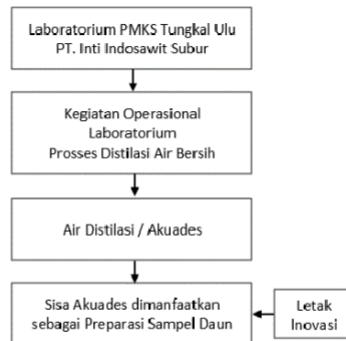 Laboratorium PMKS Tungkal Ulu
PT. Inti Indosawit Subur
Kegiatan Operasional
Laboratorium
Prosses Distilasi Air Bersih
Air Distilasi / Akuades
Sisa Akuades dimanfaatkan
sebagai Preparasi Sampel Daun
Letak
Inovasi